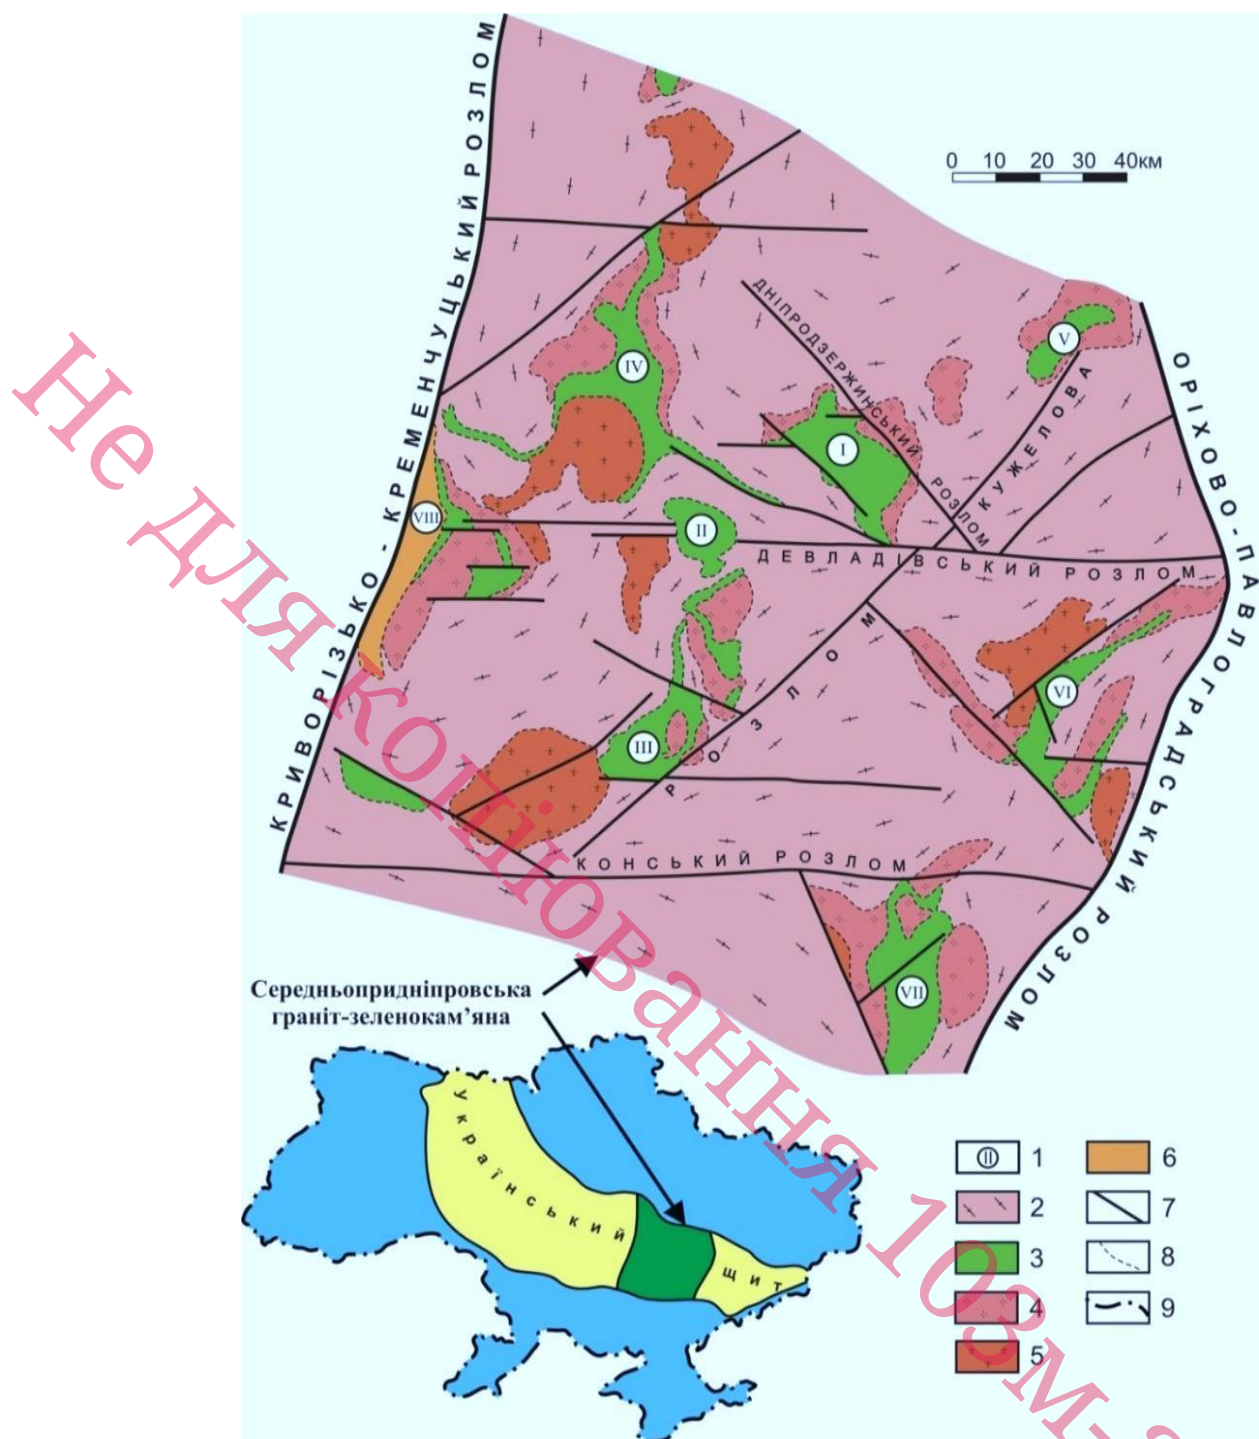 КРИВОРІЗЬКО - КРЕМЕНЧУЦЬКИЙ РОЗЛОМ
0 10 20 30 40км
ДНІПРОДЗЕРЖИНСЬКИЙ РОЗЛОМ
V
ОРІХОВО-ПАВЛОГРАДСЬКИЙ РОЗЛОМ
IV
КУЖЕЛОВА
I
VIII
II
ДЕВЛАДІВСЬКИЙ РОЗЛОМ
РОЗЛОМ
VI
III
КОНСЬКИЙ РОЗЛОМ
VII
Середньопридніпровська
граніт-зеленокам’яна
Український
щит
II 1
2
3
4
5
6
7
8
9
Не для копіювання 103м-